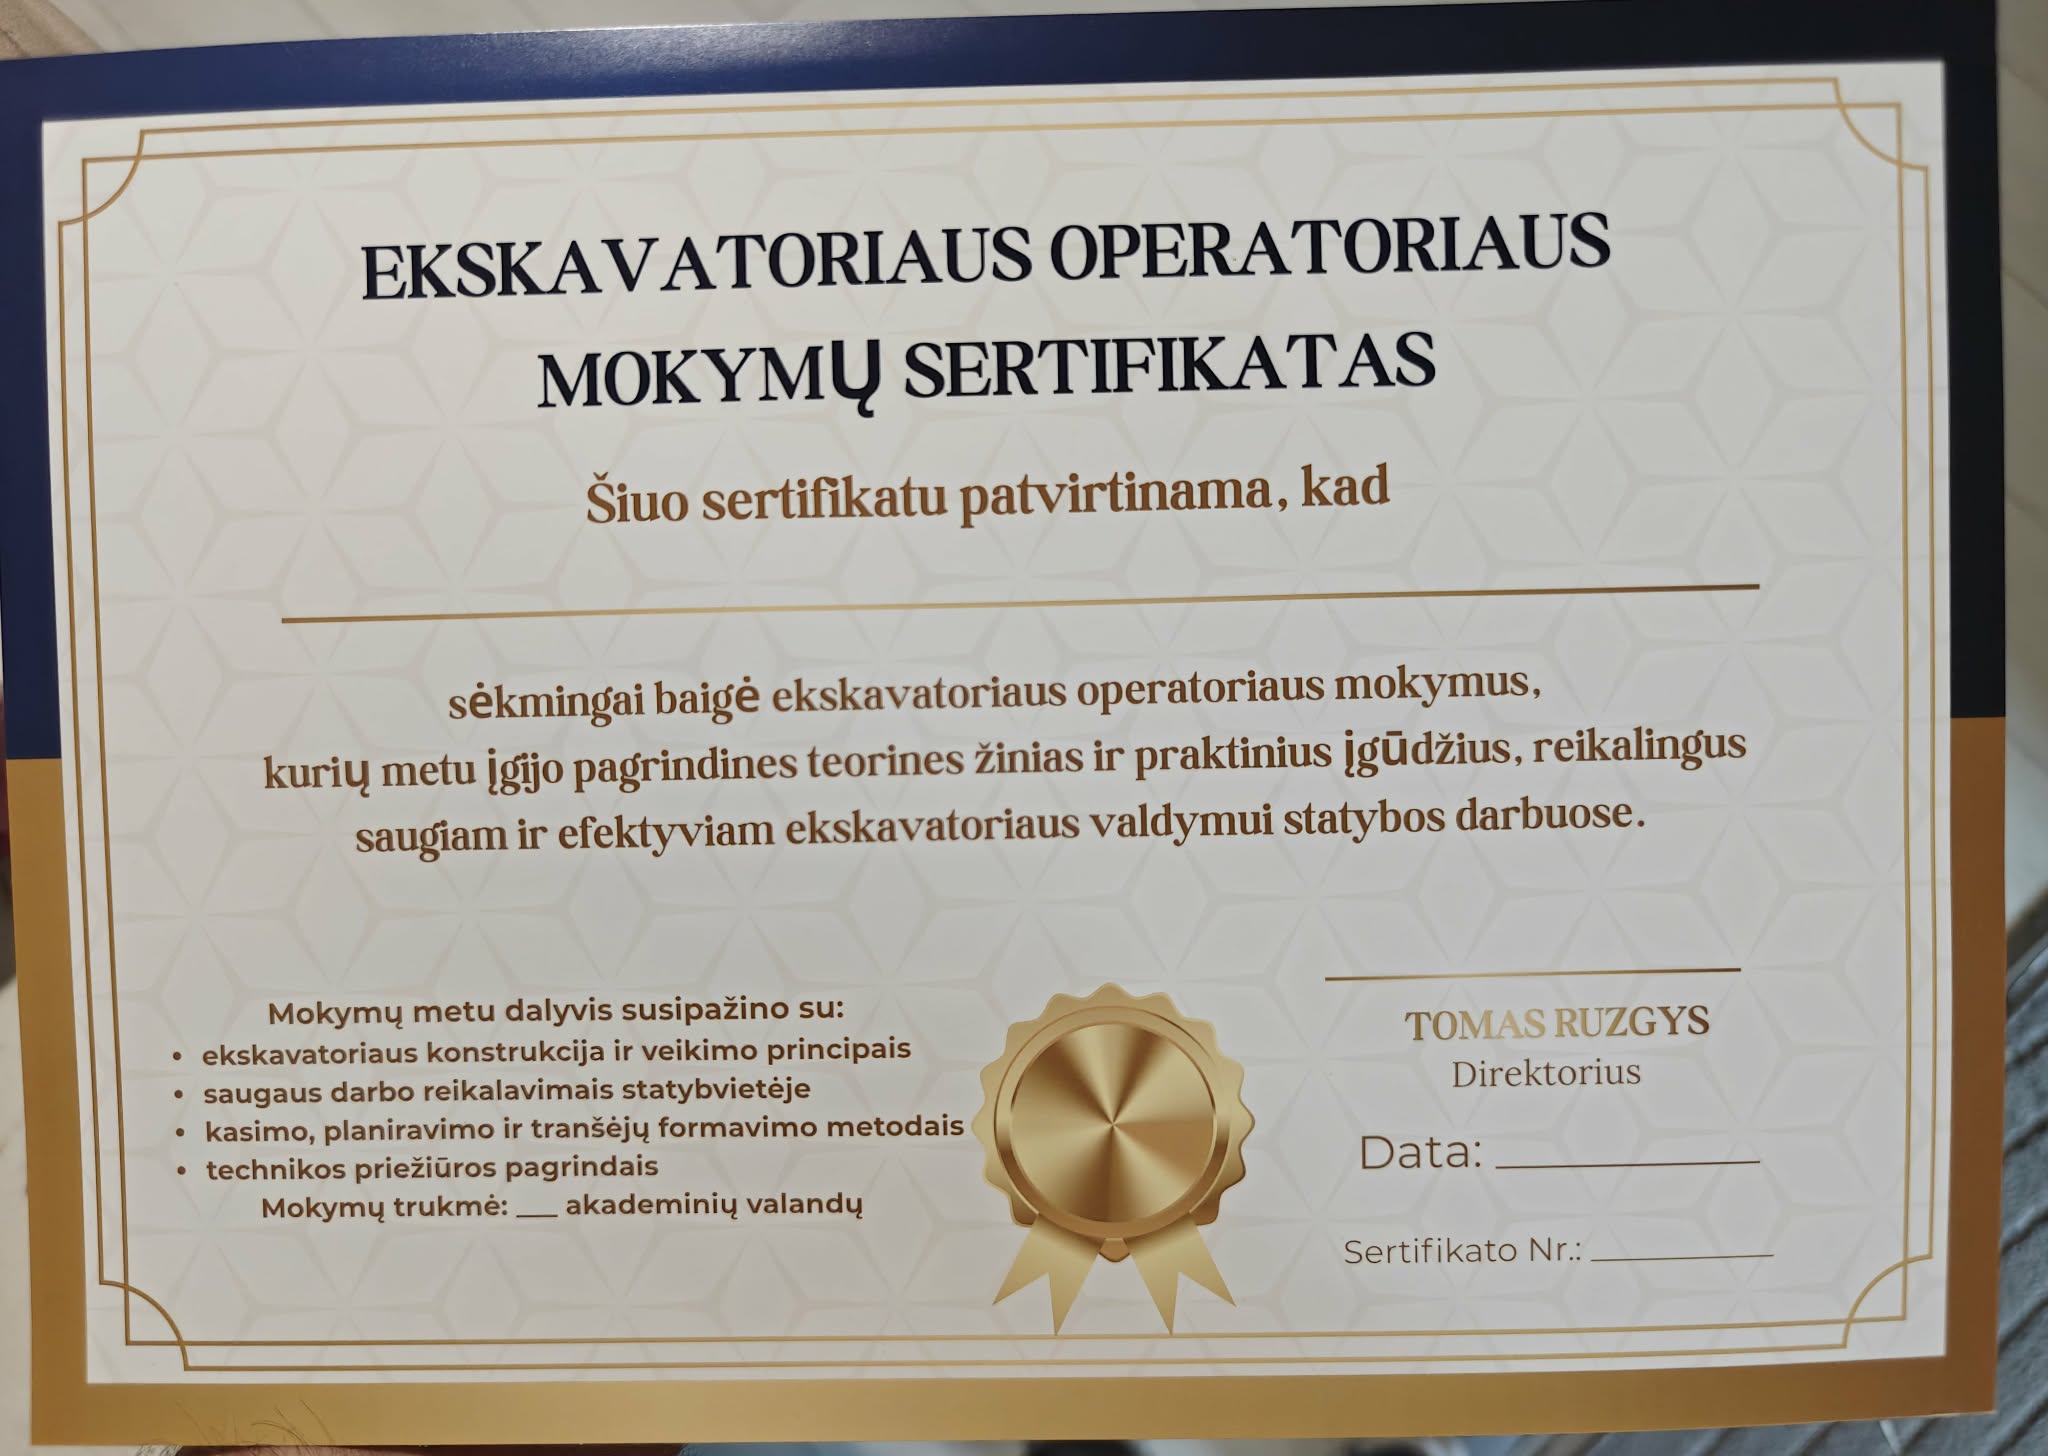 EKSKAVATORIAUS OPERATORIAUS
MOKYMŲ SERTIFIKATAS
Šiuo sertifikatu patvirtinama, kad
sėkmingai baigė ekskavatoriaus operatoriaus mokymus,
kurių metu įgijo pagrindines teorines žinias ir praktinius įgūdžius, reikalingus
saugiam ir efektyviam ekskavatoriaus valdymui statybos darbuose.
Mokymų metu dalyvis susipažino su:
• ekskavatoriaus konstrukcija ir veikimo principais
• saugaus darbo reikalavimais statybvietėje
• kasimo, planiravimo ir tranšėjų formavimo metodais
• technikos priežiūros pagrindais
Mokymų trukmė: ___ akademinių valandų
TOMAS RUZGYS
Direktorius
Data: ____________
Sertifikato Nr.: ____________